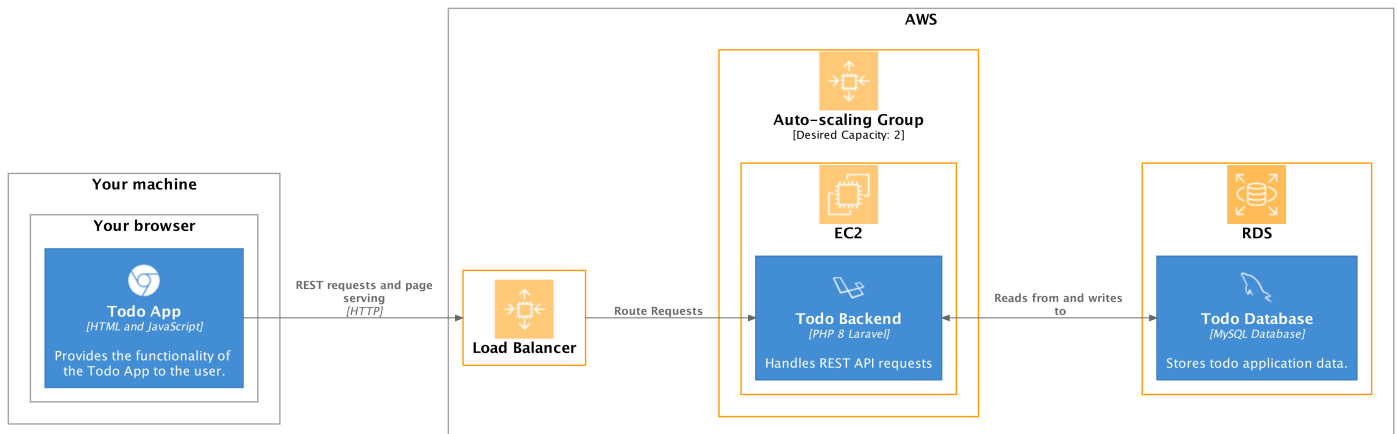 AWS
Auto-scaling Group
[Desired Capacity: 2]
Your machine
Your browser
Todo App
[HTML and JavaScript]
Provides the functionality of
the Todo App to the user.
REST requests and page
serving
[HTTP]
Load Balancer
Route Requests
EC2
Todo Backend
[PHP 8 Laravel]
Handles REST API requests
Reads from and writes
to
RDS
Todo Database
[MySQL Database]
Stores todo application data.